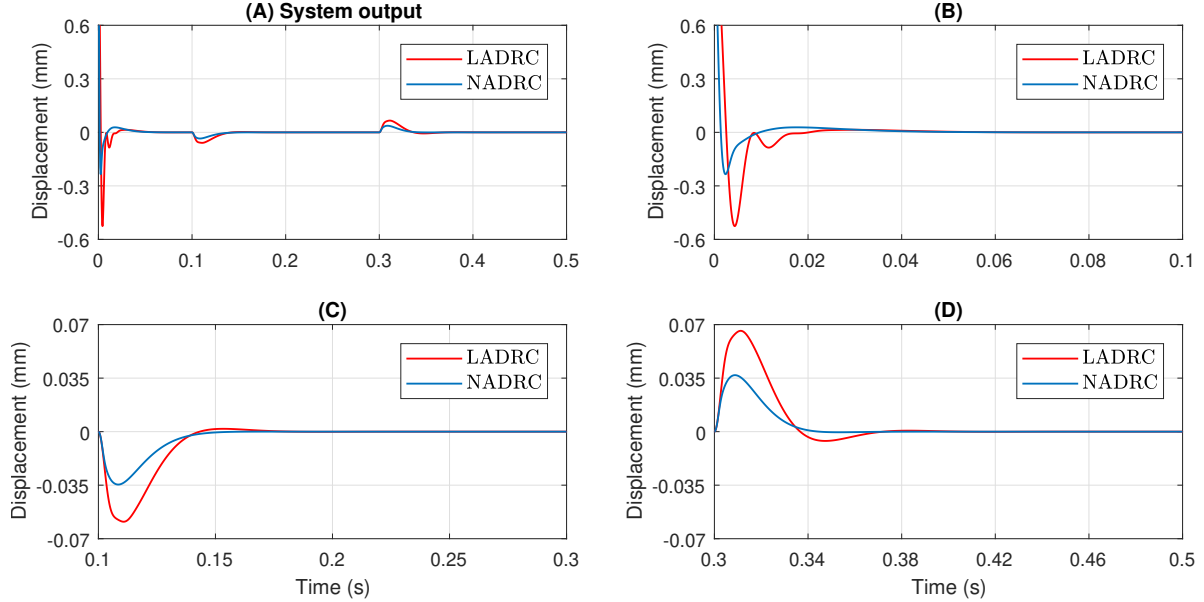 (A) System output
Displacement (mm)
0.6
0.3
0
-0.3
-0.6
0 0.1 0.2 0.3 0.4 0.5
LADRC
NADRC
(B)
Displacement (mm)
0.6
0.3
0
-0.3
-0.6
0 0.02 0.04 0.06 0.08 0.1
LADRC
NADRC
(C)
Displacement (mm)
0.07
0.035
0
-0.035
-0.07
0.1 0.15 0.2 0.25 0.3
Time (s)
LADRC
NADRC
(D)
Displacement (mm)
0.07
0.035
0
-0.035
-0.07
0.3 0.34 0.38 0.42 0.46 0.5
Time (s)
LADRC
NADRC